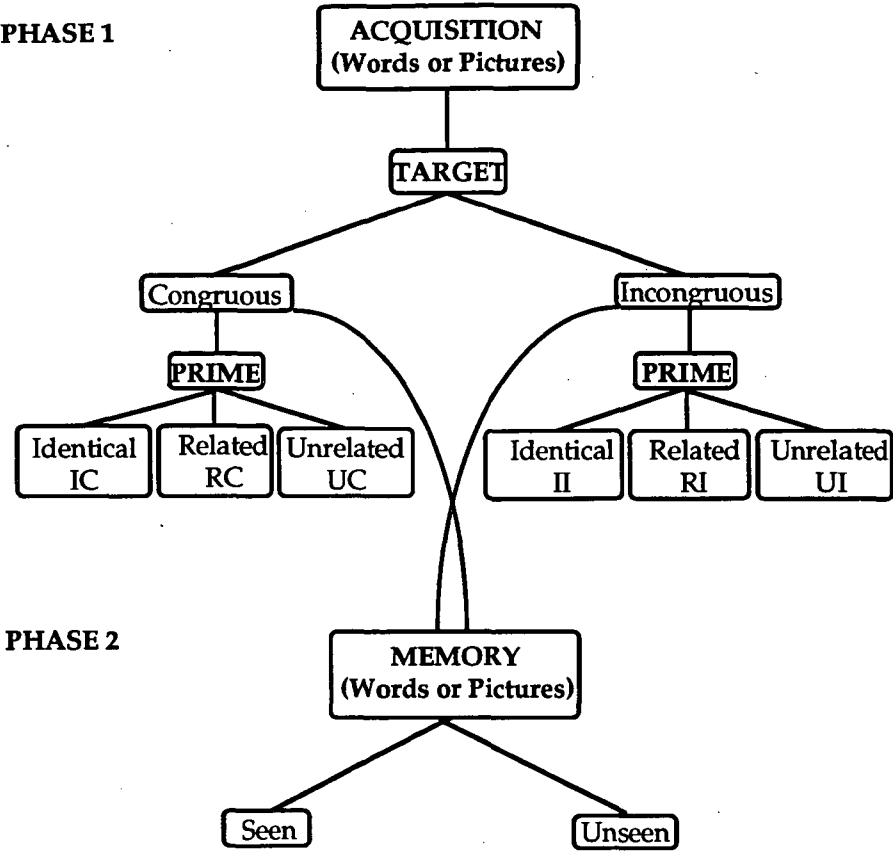 PHASE 1
ACQUISITION
(Words or Pictures)
TARGET
Congruous
Incongruous
PRIME
PRIME
Identical
IC
Related
RC
Unrelated
UC
Identical
II
Related
RI
Unrelated
UI
PHASE 2
MEMORY
(Words or Pictures)
Seen
Unseen